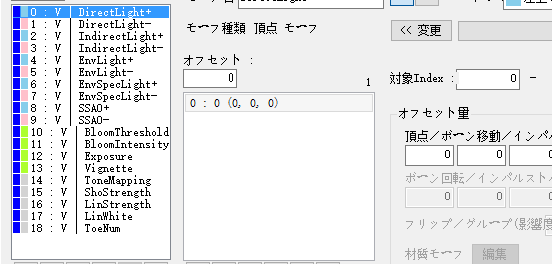 0 : V | DirectLight+
1 : V | DirectLight-
2 : V | IndirectLight+
3 : V | IndirectLight-
4 : V | EnvLight+
5 : V | EnvLight-
6 : V | EnvSpecLight+
7 : V | EnvSpecLight-
8 : V | SSAO+
9 : V | SSAO-
10 : V | BloomThreshold
11 : V | BloomIntensity
12 : V | Exposure
13 : V | Vignette
14 : V | ToneMapping
15 : V | ShoStrength
16 : V | LinStrength
17 : V | LinWhite
18 : V | ToeNum
モーフ種類 頂点 モーフ
オフセット :
0
1
0 : 0 (0, 0, 0)
<< 変更
対象Index : 0 -
オフセット量
頂点/ボーン移動/インパル
0 0 0
ボーン回転/インパルスト
0 0 0
フリップ/グループ(影響度
材質モーフ 編集